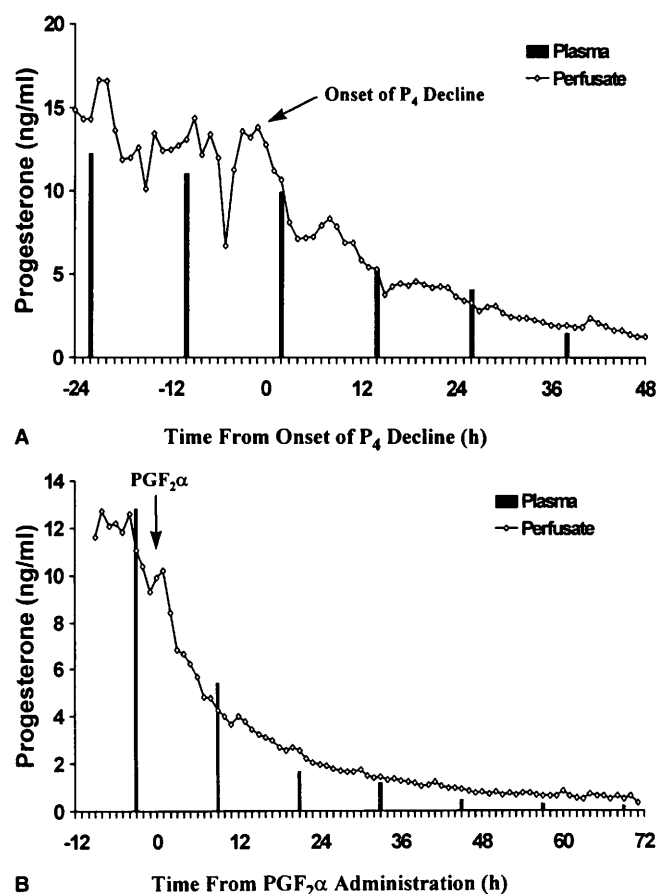 20
Plasma
Perfusate
Onset of P₄ Decline
15
10
5
0
Progesterone (ng/ml)
-24 -12 0 12 24 36 48
A Time From Onset of P₄ Decline (h)
PGF₂α
14
Plasma
Perfusate
12
10
8
6
4
2
0
Progesterone (ng/ml)
-12 0 12 24 36 48 60 72
B Time From PGF₂α Administration (h)